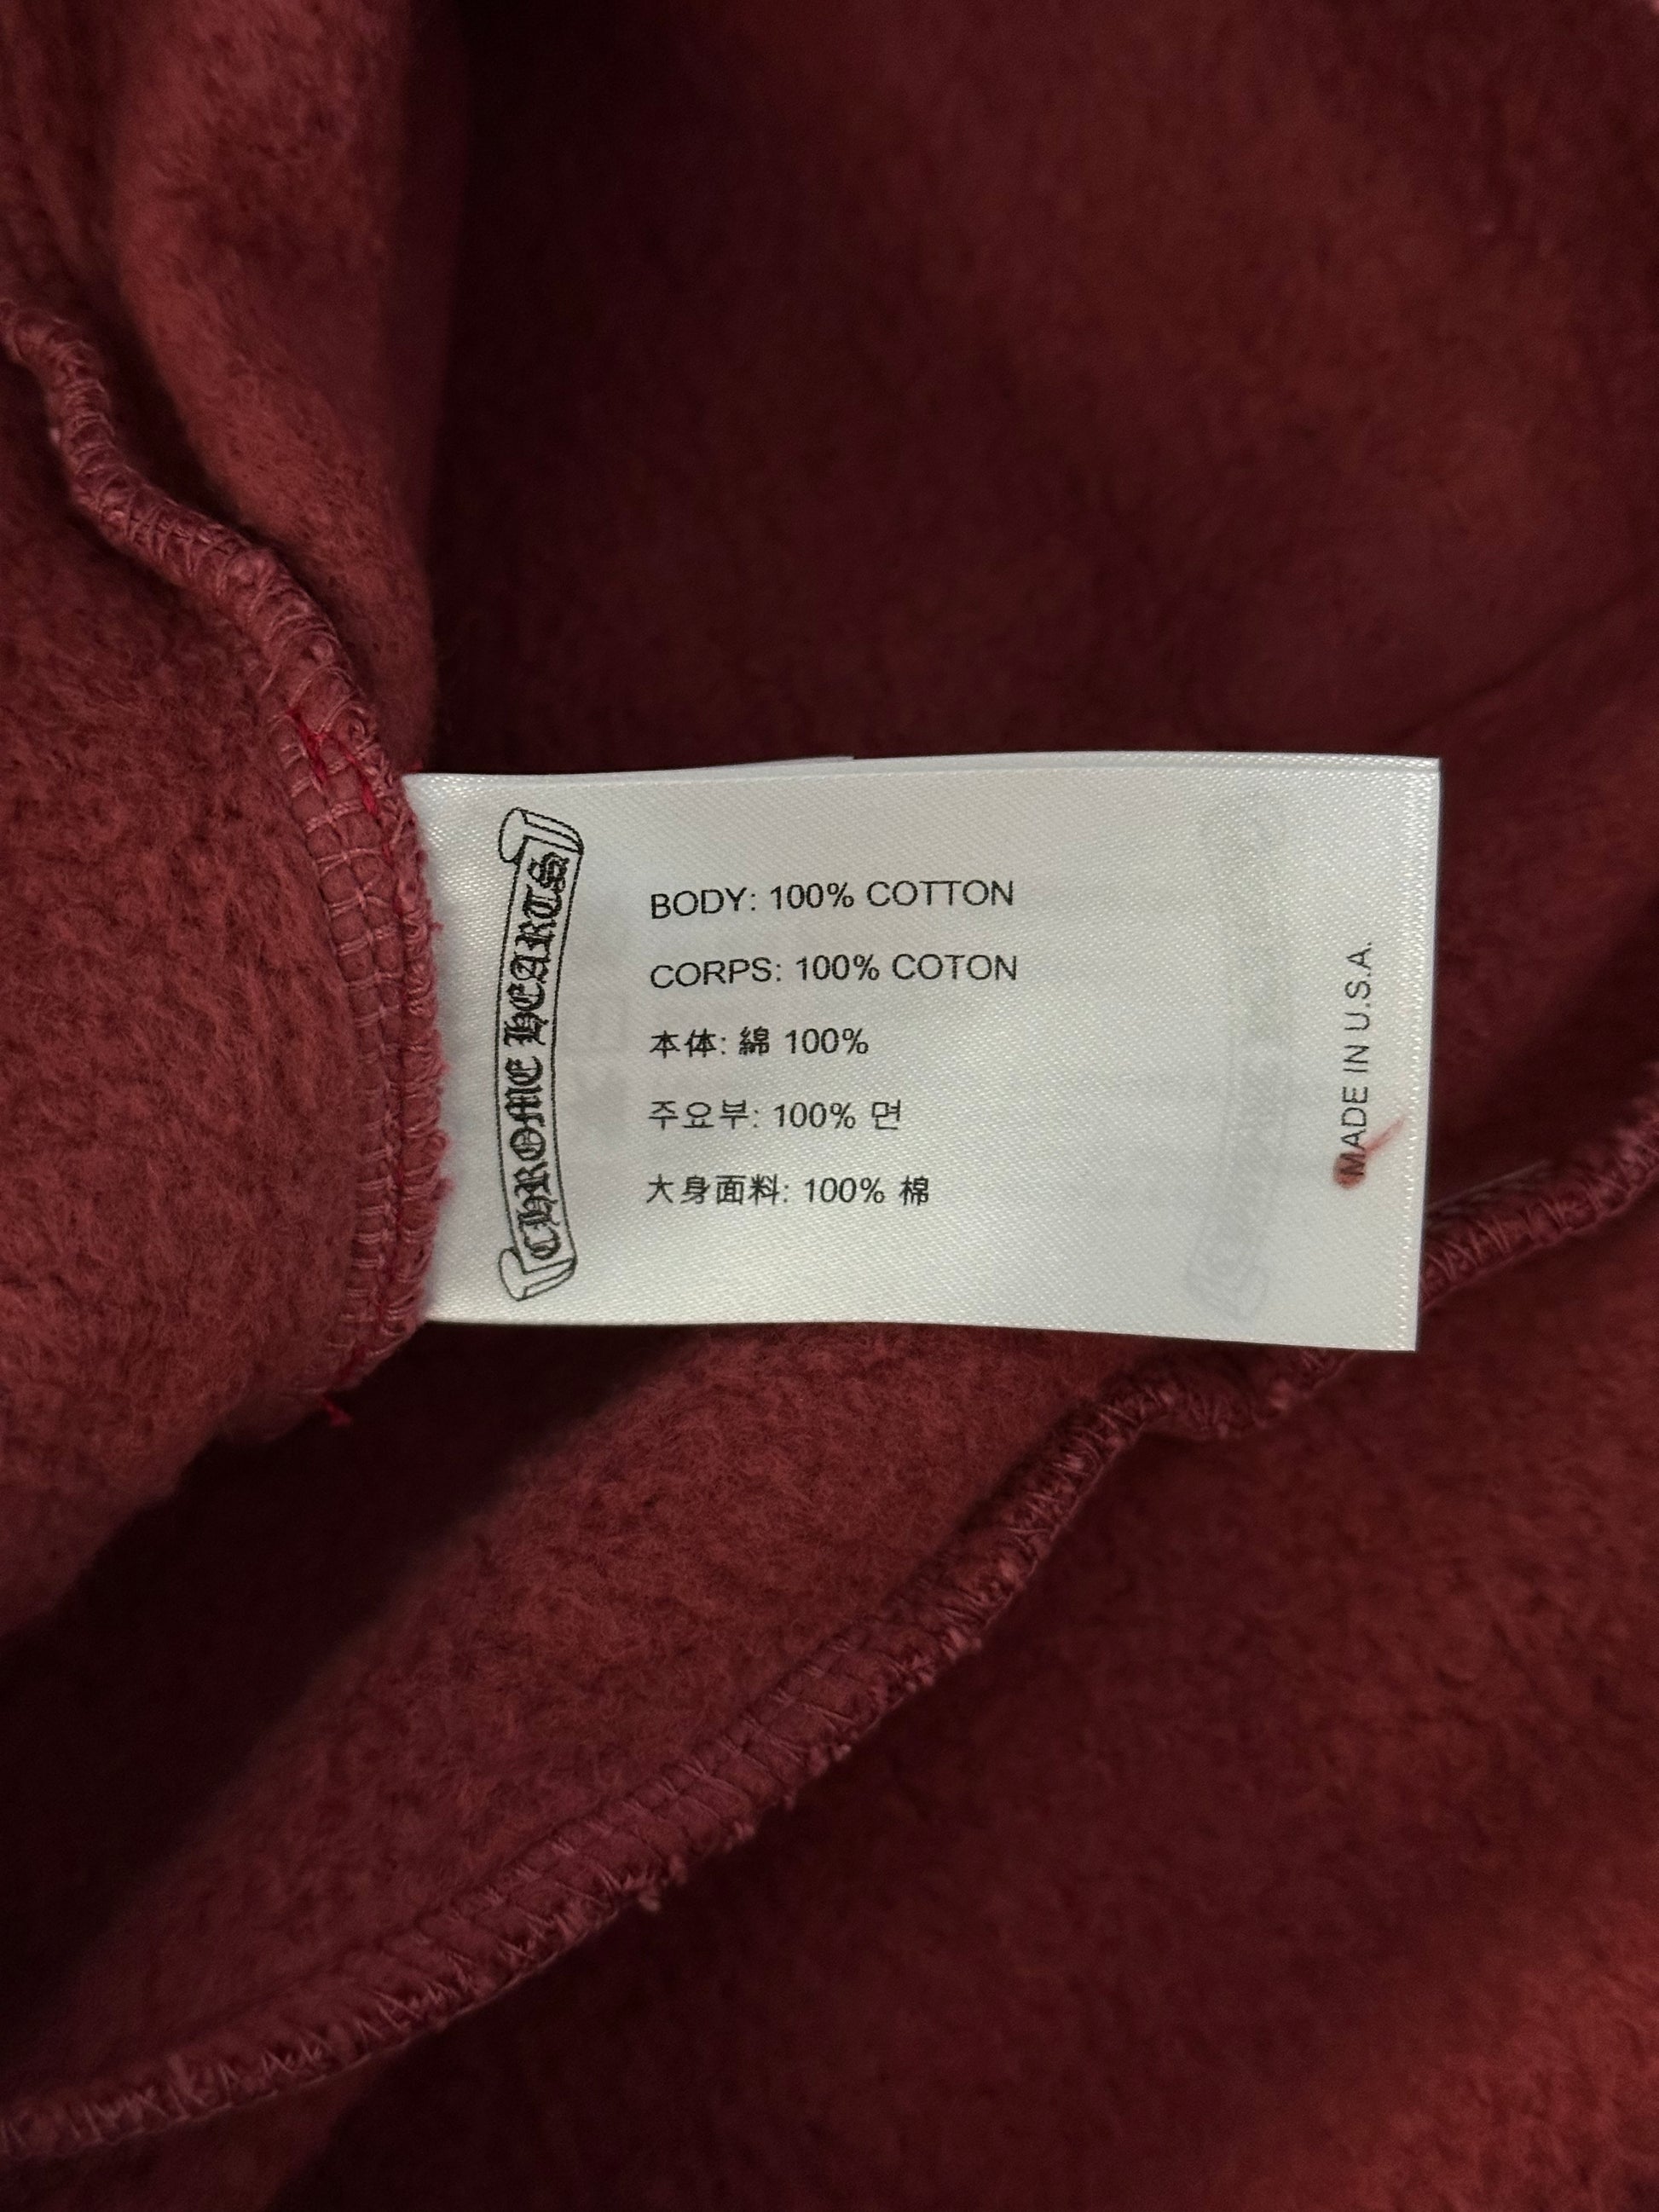 CHROME HEARTS
BODY: 100% COTTON
CORPS: 100% COTON
本体: 綿 100%
주요부: 100% 면
大身面料: 100% 棉
MADE IN U.S.A.